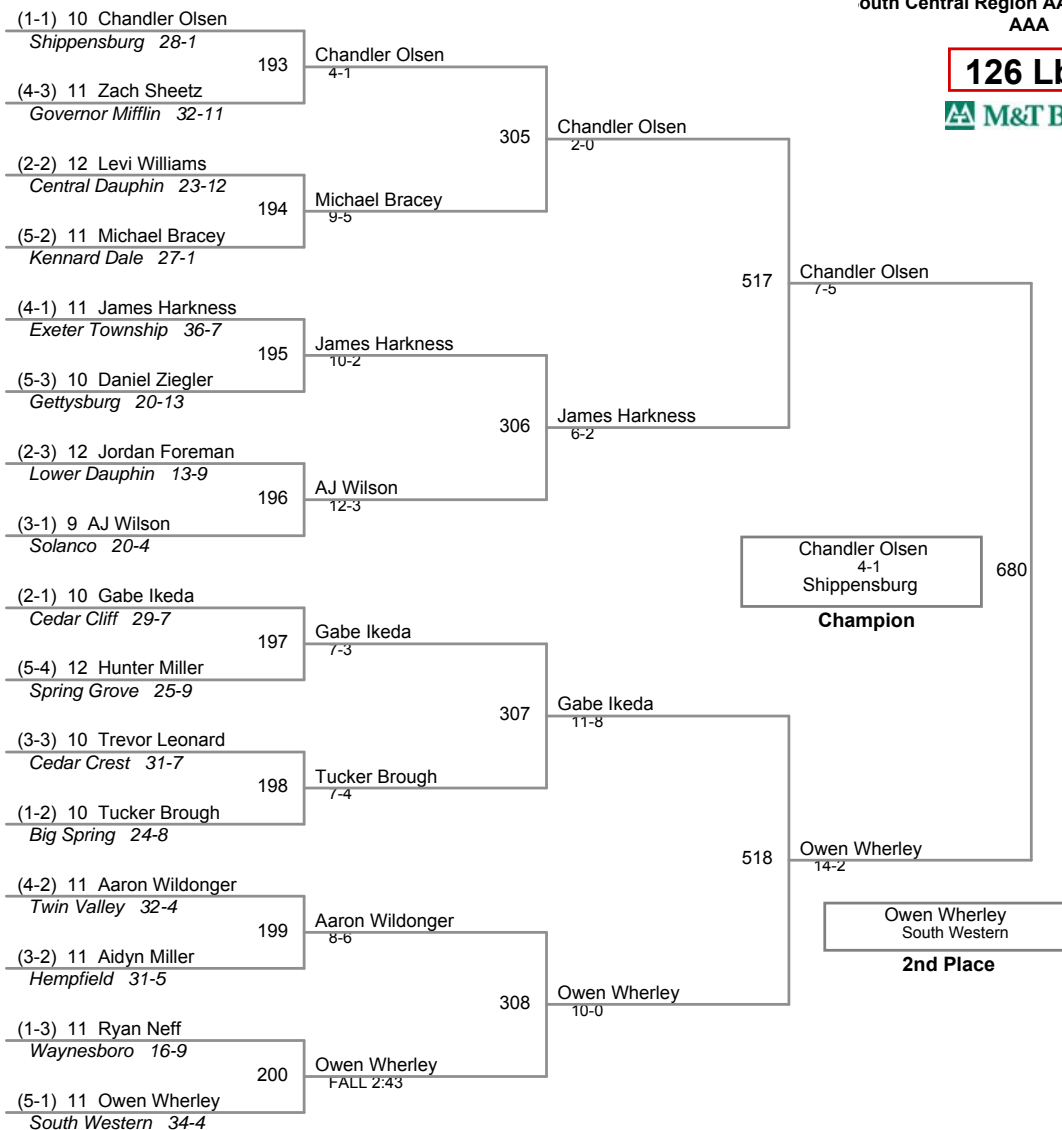 South Central Region AA
AAA
126 Lb
M&T B
(1-1) 10 Chandler Olsen
Shippensburg 28-1
193
Chandler Olsen
4-1
(4-3) 11 Zach Sheetz
Governor Mifflin 32-11
305
Chandler Olsen
2-0
(2-2) 12 Levi Williams
Central Dauphin 23-12
194
Michael Bracey
9-5
(5-2) 11 Michael Bracey
Kennard Dale 27-1
517
Chandler Olsen
7-5
(4-1) 11 James Harkness
Exeter Township 36-7
195
James Harkness
10-2
(5-3) 10 Daniel Ziegler
Gettysburg 20-13
306
James Harkness
6-2
(2-3) 12 Jordan Foreman
Lower Dauphin 13-9
196
AJ Wilson
12-3
(3-1) 9 AJ Wilson
Solanco 20-4
Chandler Olsen
4-1
Shippensburg
680
Champion
(2-1) 10 Gabe Ikeda
Cedar Cliff 29-7
197
Gabe Ikeda
7-3
(5-4) 12 Hunter Miller
Spring Grove 25-9
307
Gabe Ikeda
11-8
(3-3) 10 Trevor Leonard
Cedar Crest 31-7
198
Tucker Brough
7-4
(1-2) 10 Tucker Brough
Big Spring 24-8
518
Owen Wherley
14-2
(4-2) 11 Aaron Wildonger
Twin Valley 32-4
199
Aaron Wildonger
8-6
(3-2) 11 Aidyn Miller
Hempfield 31-5
Owen Wherley
South Western
2nd Place
308
Owen Wherley
10-0
(1-3) 11 Ryan Neff
Waynesboro 16-9
200
Owen Wherley
FALL 2:43
(5-1) 11 Owen Wherley
South Western 34-4